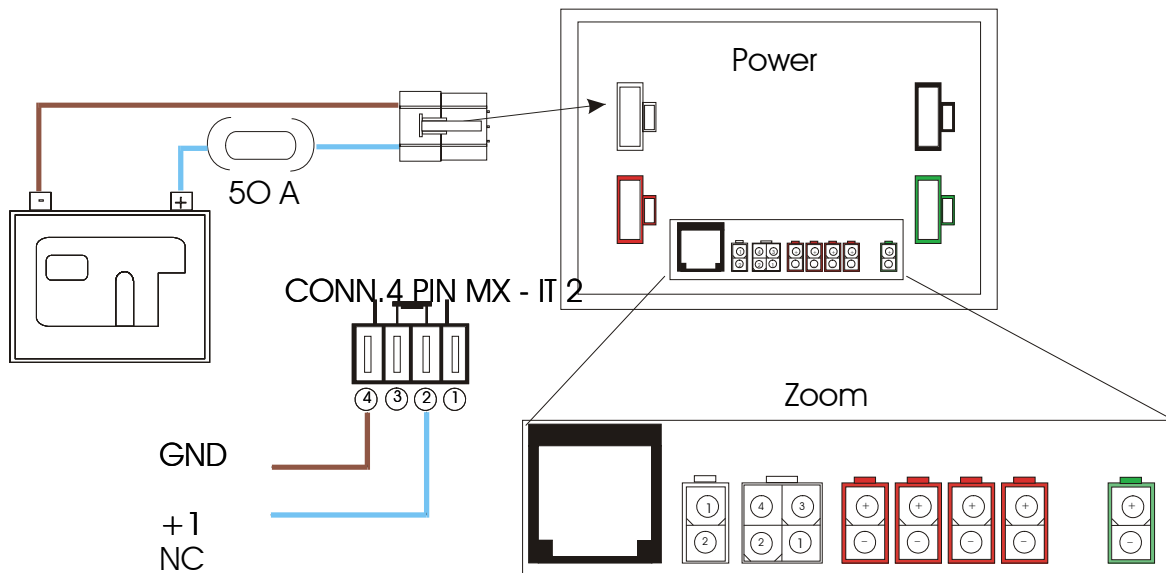 Power
50 A
- +
CONN.4 PIN MX - IT 2
4 3 2 1
Zoom
GND
+1
NC
1 4 3 + + + + +
2 2 1 - - - - -